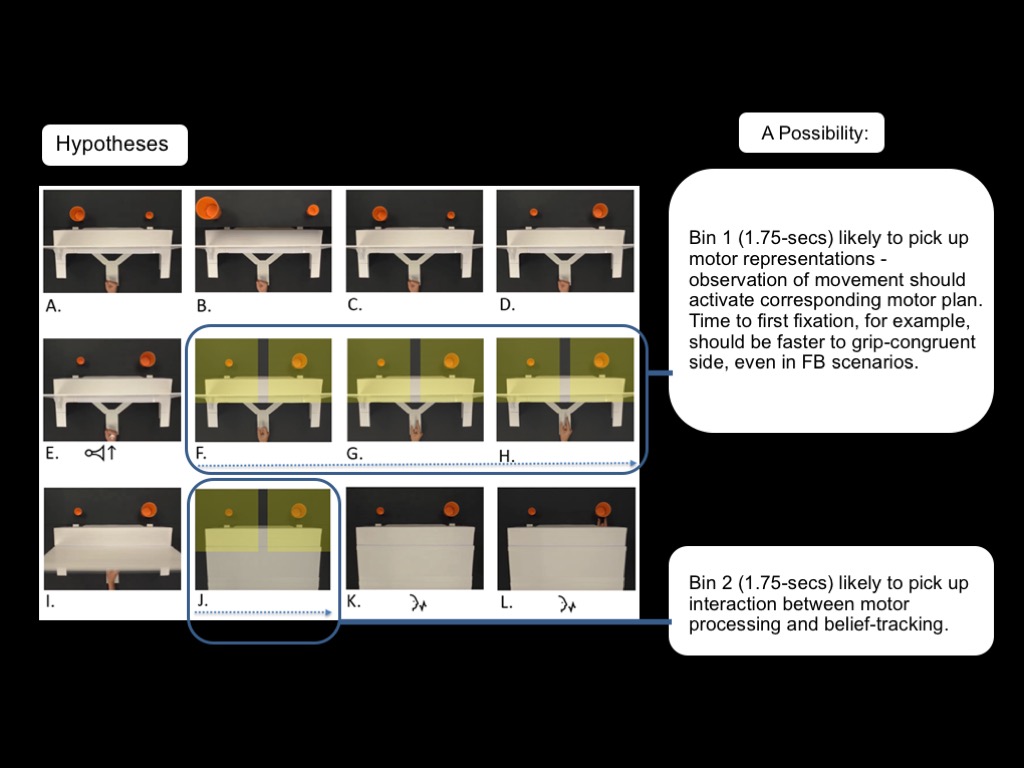 Hypotheses
A Possibility:
A.
B.
C.
D.
E.
F.
G.
H.
I.
J.
K.
L.
Bin 1 (1.75-secs) likely to pick up
motor representations -
observation of movement should
activate corresponding motor plan.
Time to first fixation, for example,
should be faster to grip-congruent
side, even in FB scenarios.
Bin 2 (1.75-secs) likely to pick up
interaction between motor
processing and belief-tracking.